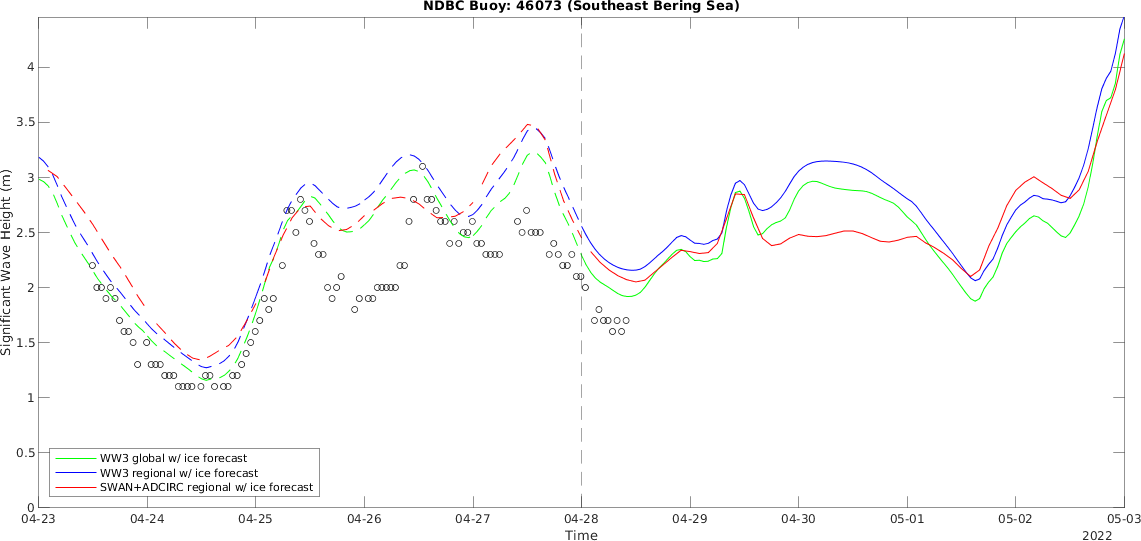 NDBC Buoy: 46073 (Southeast Bering Sea)
Significant Wave Height (m)
4
3.5
3
2.5
2
1.5
1
0.5
0
WW3 global w/ ice forecast
WW3 regional w/ ice forecast
SWAN+ADCIRC regional w/ ice forecast
04-23 04-24 04-25 04-26 04-27 04-28 04-29 04-30 05-01 05-02 05-03
Time
2022